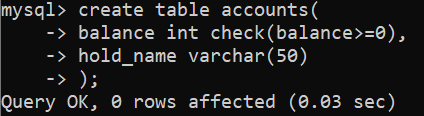 mysql> create table accounts(
    -> balance int check(balance>=0),
    -> hold_name varchar(50)
    -> );
Query OK, 0 rows affected (0.03 sec)